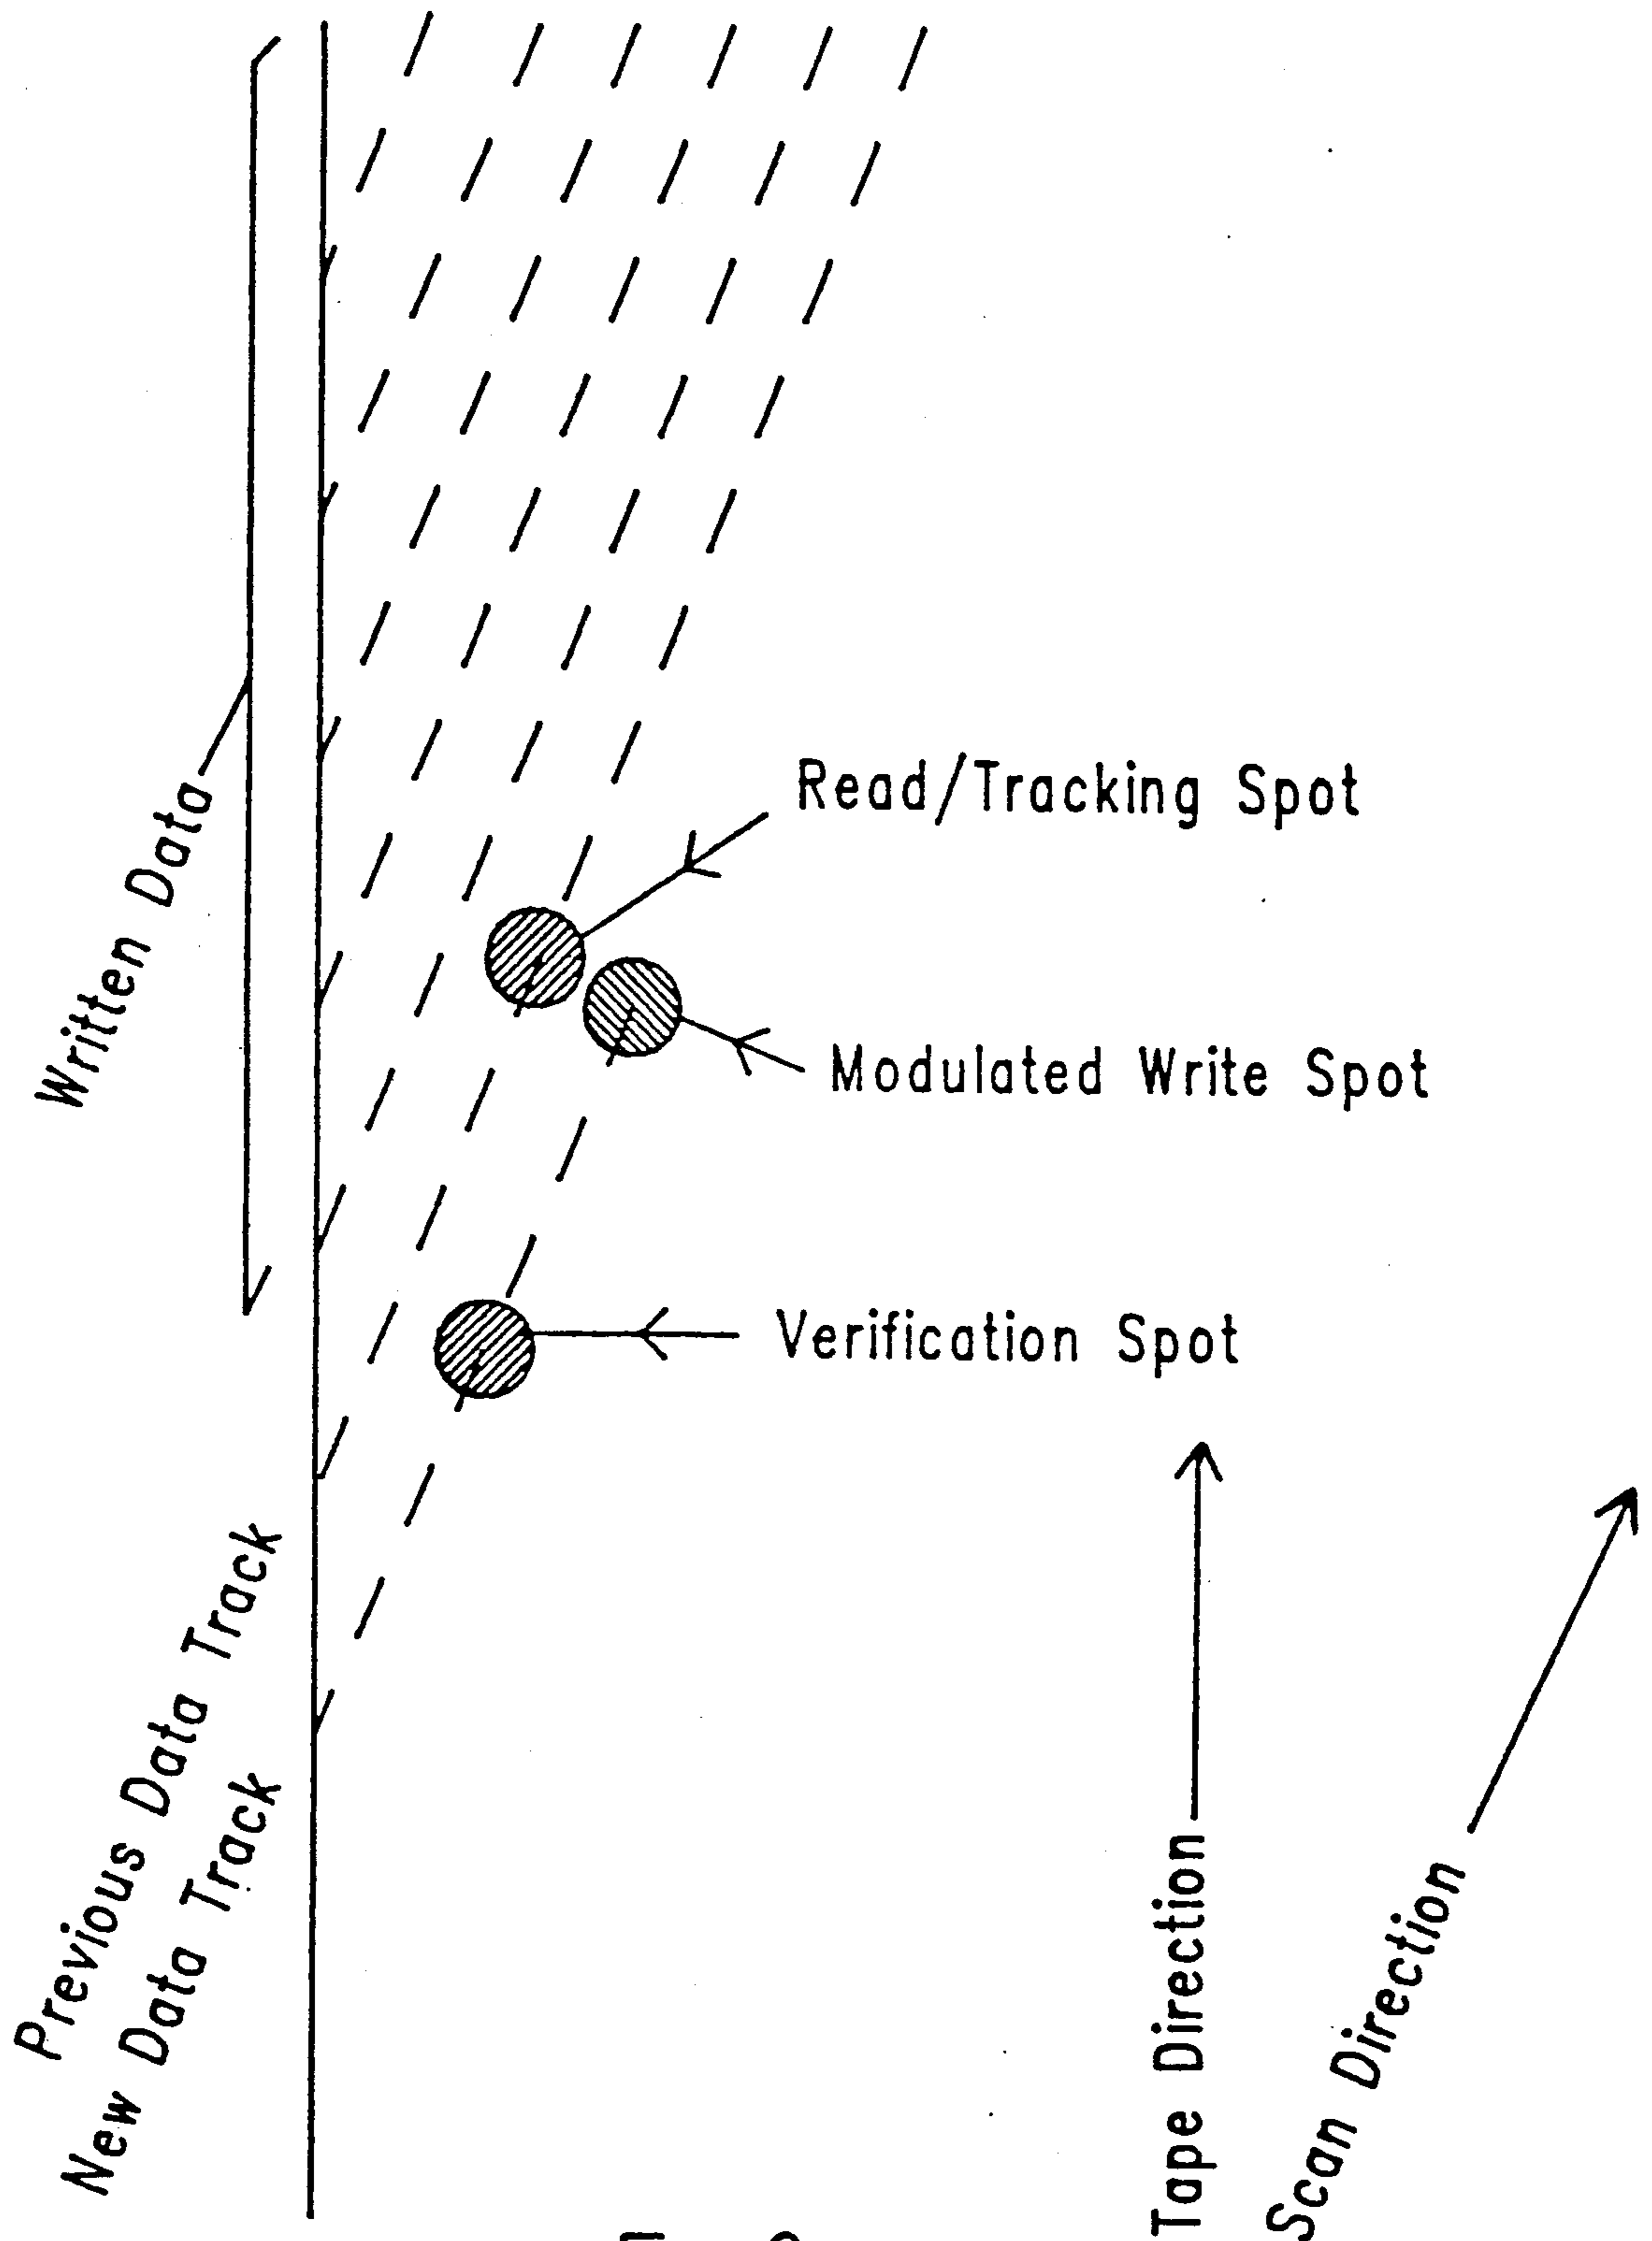 Written Data
Read/Tracking Spot
Modulated Write Spot
Verification Spot
Previous Data Track
New Data Track
Tape Direction
Scan Direction